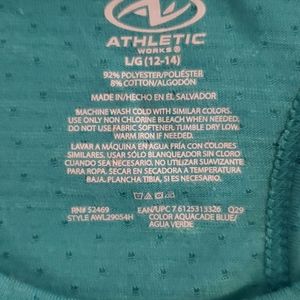 ATHLETIC
WORKS®
L/G (12-14)
92% POLYESTER/POLIÉSTER
8% COTTON/ALGODÓN
MADE IN/HECHO EN EL SALVADOR
MACHINE WASH COLD WITH SIMILAR COLORS.
USE ONLY NON CHLORINE BLEACH WHEN NEEDED.
DO NOT USE FABRIC SOFTENER. TUMBLE DRY LOW.
WARM IRON IF NEEDED.
LAVAR A MÁQUINA EN AGUA FRÍA CON COLORES
SIMILARES. USAR SÓLO BLANQUEADOR SIN CLORO
CUANDO SEA NECESARIO. NO UTILIZAR SUAVIZANTE
PARA ROPA. SECAR EN SECADORA A TEMPERATURA
BAJA. PLANCHA TIBIA, SI ES NECESARIO.
RN# 52469 EAN/UPC 7 6125313326 Q29
STYLE AWL29054H COLOR AQUACADE BLUE/
AGUA VERDE